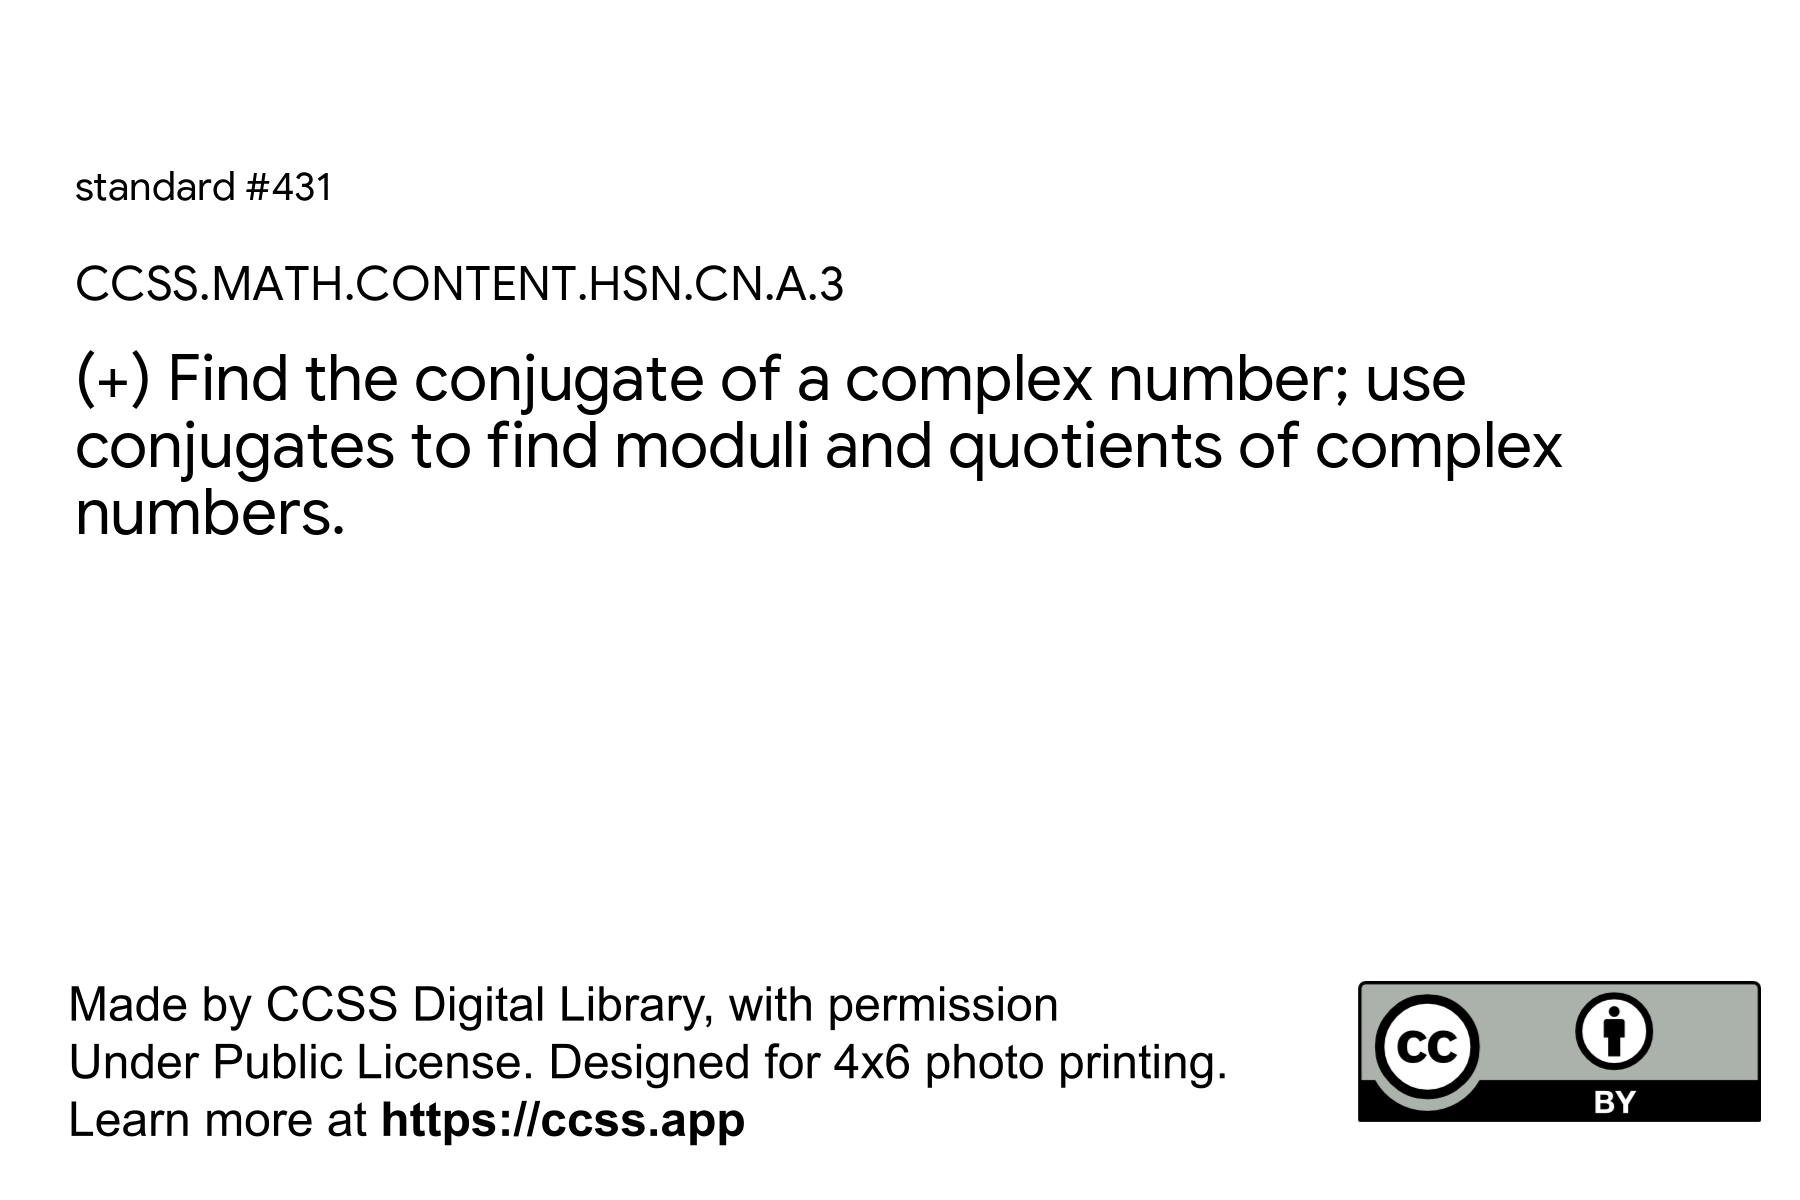 standard #431
CCSS.MATH.CONTENT.HSN.CN.A.3
(+) Find the conjugate of a complex number; use
conjugates to find moduli and quotients of complex
numbers.
Made by CCSS Digital Library, with permission
Under Public License. Designed for 4x6 photo printing.
Learn more at https://ccss.app
cc
BY